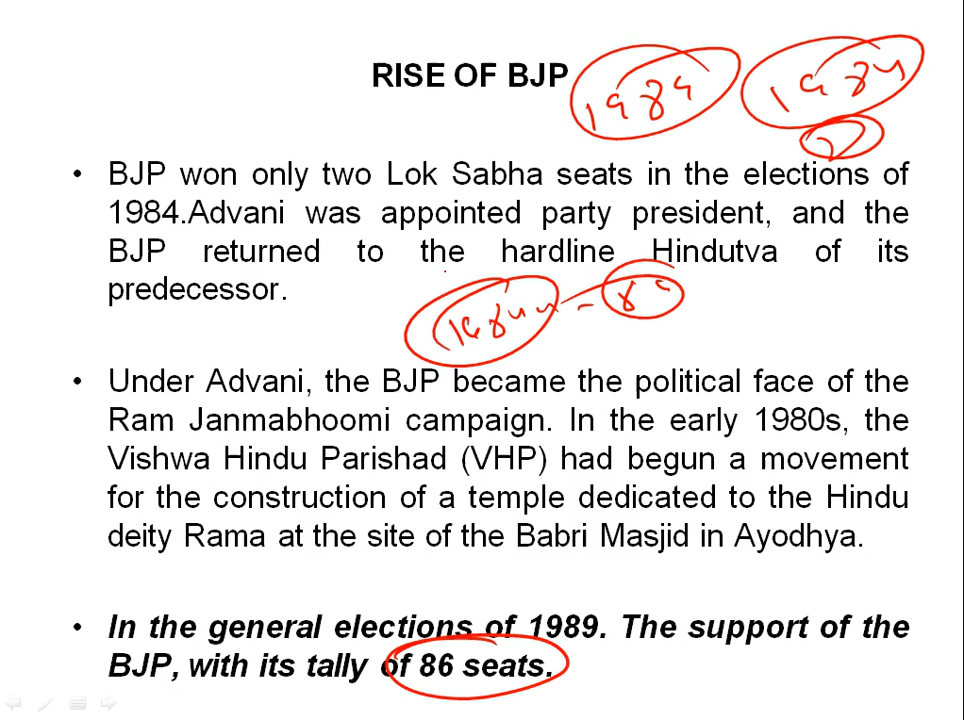 RISE OF BJP 1989 1984
2
• BJP won only two Lok Sabha seats in the elections of
1984.Advani was appointed party president, and the
BJP returned to the hardline Hindutva of its
predecessor.
• Under Advani, the BJP became the political face of the
Ram Janmabhoomi campaign. In the early 1980s, the
Vishwa Hindu Parishad (VHP) had begun a movement
for the construction of a temple dedicated to the Hindu
deity Rama at the site of the Babri Masjid in Ayodhya.
• In the general elections of 1989. The support of the
BJP, with its tally of 86 seats.